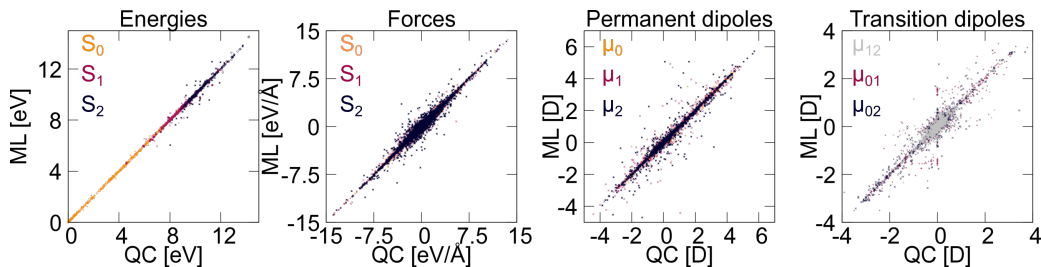 Energies
S0
S1
S2
ML [eV]
12
8
4
0
0 4 8 12
QC [eV]
Forces
S0
S1
S2
ML [eV/Å]
15
7.5
0
-7.5
-15
-15 -7.5 0 7.5 15
QC [eV/Å]
Permanent dipoles
μ0
μ1
μ2
ML [D]
6
4
2
0
-2
-4
-4 -2 0 2 4 6
QC [D]
Transition dipoles
μ12
μ01
μ02
ML [D]
4
2
0
-2
-4
-4 -2 0 2 4
QC [D]